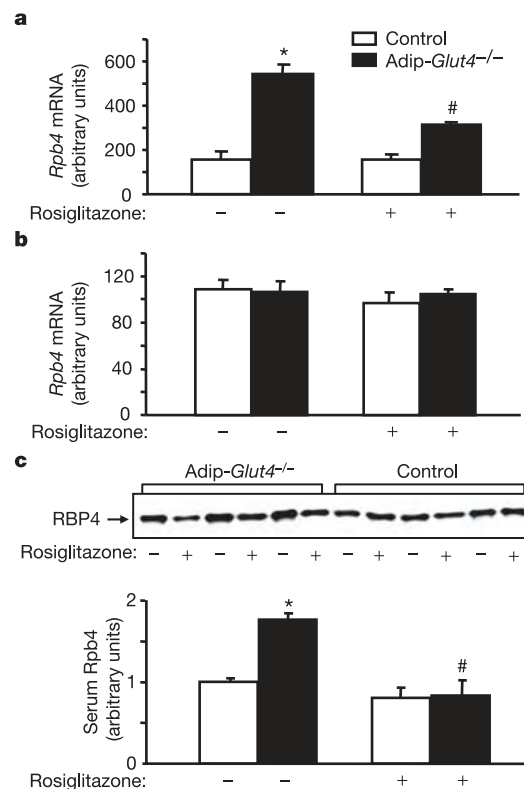 a
Control
Adip-Glut4–/–
Rpb4 mRNA
(arbitrary units)
600
400
200
0
*
#
Rosiglitazone: – – + +
b
Rpb4 mRNA
(arbitrary units)
120
80
40
0
Rosiglitazone: – – + +
c
Adip-Glut4–/– Control
RBP4
Rosiglitazone: – + – + – + – + – + – +
Serum Rpb4
(arbitrary units)
2
1
0
*
#
Rosiglitazone: – – + +